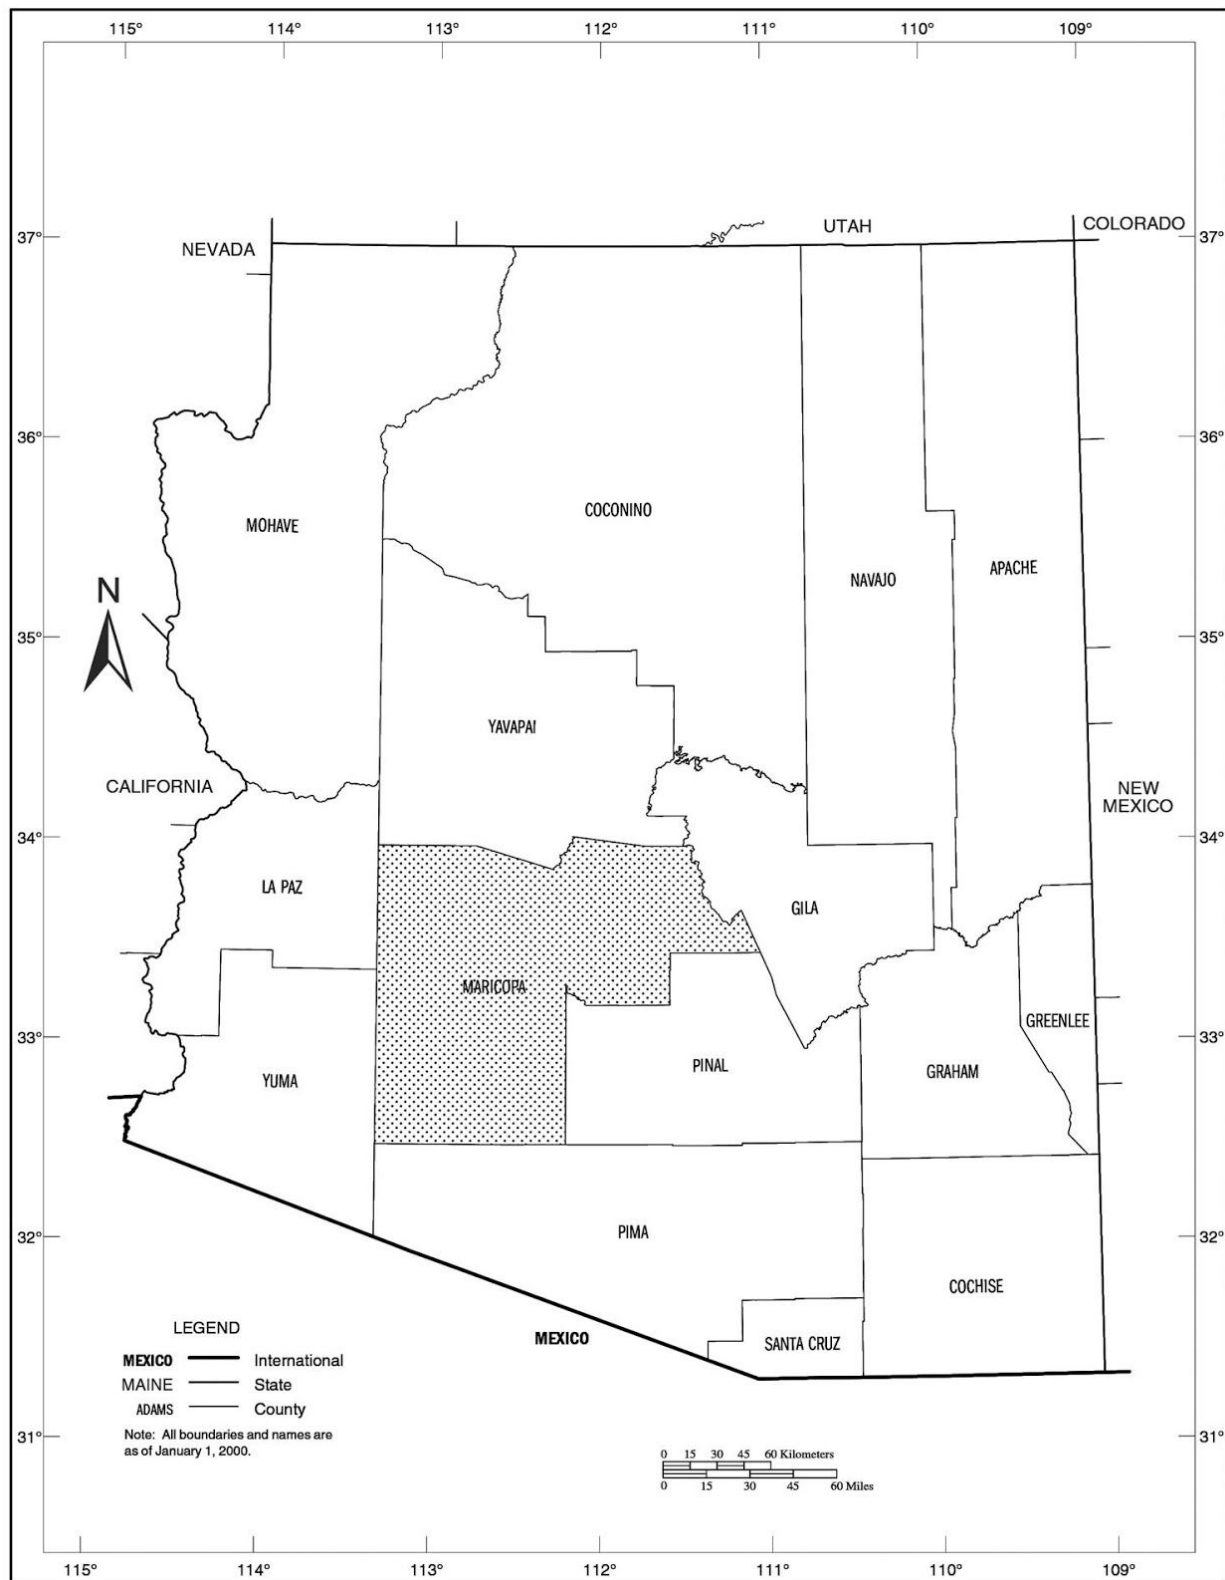 115° 114° 113° 112° 111° 110° 109°
UTAH
COLORADO
37° 37°
NEVADA
36° 36°
COCONINO
MOHAVE
APACHE
NAVAJO
N
35° 35°
YAVAPAI
CALIFORNIA
NEW
MEXICO
34° 34°
LA PAZ
GILA
MARICOPA
GREENLEE
33° 33°
PINAL
GRAHAM
YUMA
32° 32°
PIMA
COCHISE
LEGEND
MEXICO
SANTA CRUZ
MEXICO International
MAINE State
ADAMS County
Note: All boundaries and names are
as of January 1, 2000.
31° 31°
0 15 30 45 60 Kilometers
0 15 30 45 60 Miles
115° 114° 113° 112° 111° 110° 109°